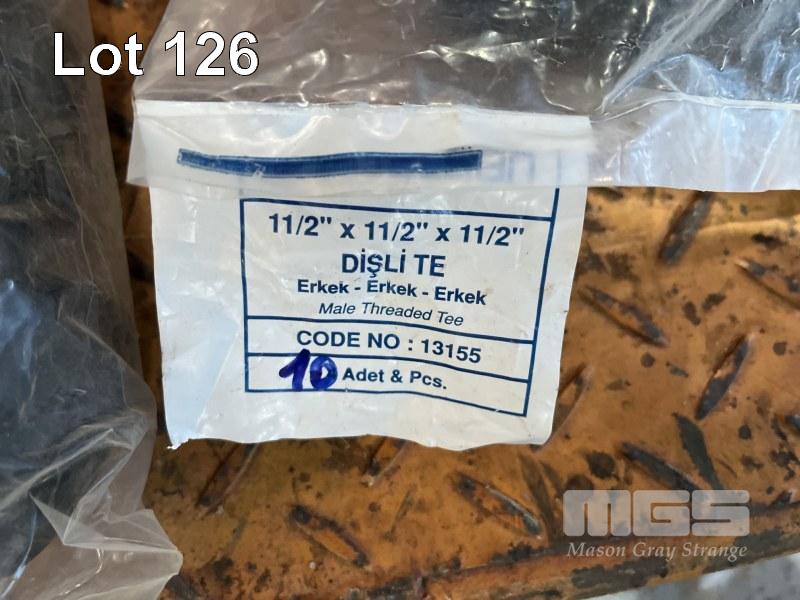 Lot 126
11/2" x 11/2" x 11/2"
DİŞLİ TE
Erkek - Erkek - Erkek
Male Threaded Tee
CODE NO : 13155
10 Adet & Pcs.
MGS
Mason Gray Strange